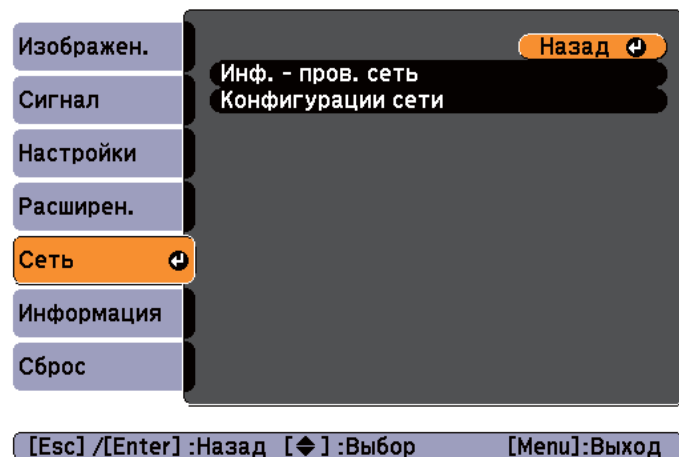 Изображен.
Сигнал
Настройки
Расширен.
Сеть
Информация
Сброс
Назад
Инф. - пров. сеть
Конфигурации сети
[Esc] /[Enter] :Назад [◆] :Выбор [Menu]:Выход